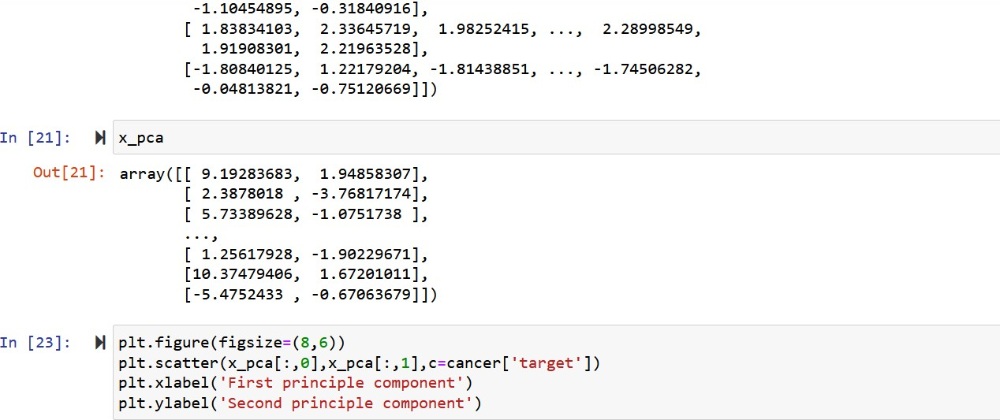 -1.10454895, -0.31840916],
[ 1.83834103,  2.33645719,  1.98252415, ...,  2.28998549,
1.91908301,  2.21963528],
[-1.80840125,  1.22179204, -1.81438851, ..., -1.74506282,
-0.04813821, -0.75120669]])
In [21]: x_pca
Out[21]: array([[ 9.19283683,  1.94858307],
[ 2.3878018 , -3.76817174],
[ 5.73389628, -1.0751738 ],
...,
[ 1.25617928, -1.90229671],
[10.37479406,  1.67201011],
[-5.4752433 , -0.67063679]])
In [23]: plt.figure(figsize=(8,6))
plt.scatter(x_pca[:,0],x_pca[:,1],c=cancer['target'])
plt.xlabel('First principle component')
plt.ylabel('Second principle component')